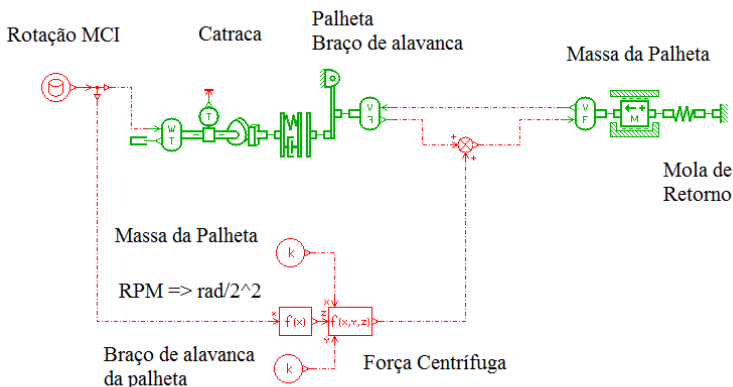 Palheta
Rotação MCI
Catraca
Braço de alavanca
Massa da Palheta
W
T
T
V
F
V
F
M
+
+
Mola de
Retorno
Massa da Palheta
k
RPM => rad/2^2
X
x
f(x)
z
f(x,Y,z)
Y
Braço de alavanca
da palheta
k
Força Centrífuga